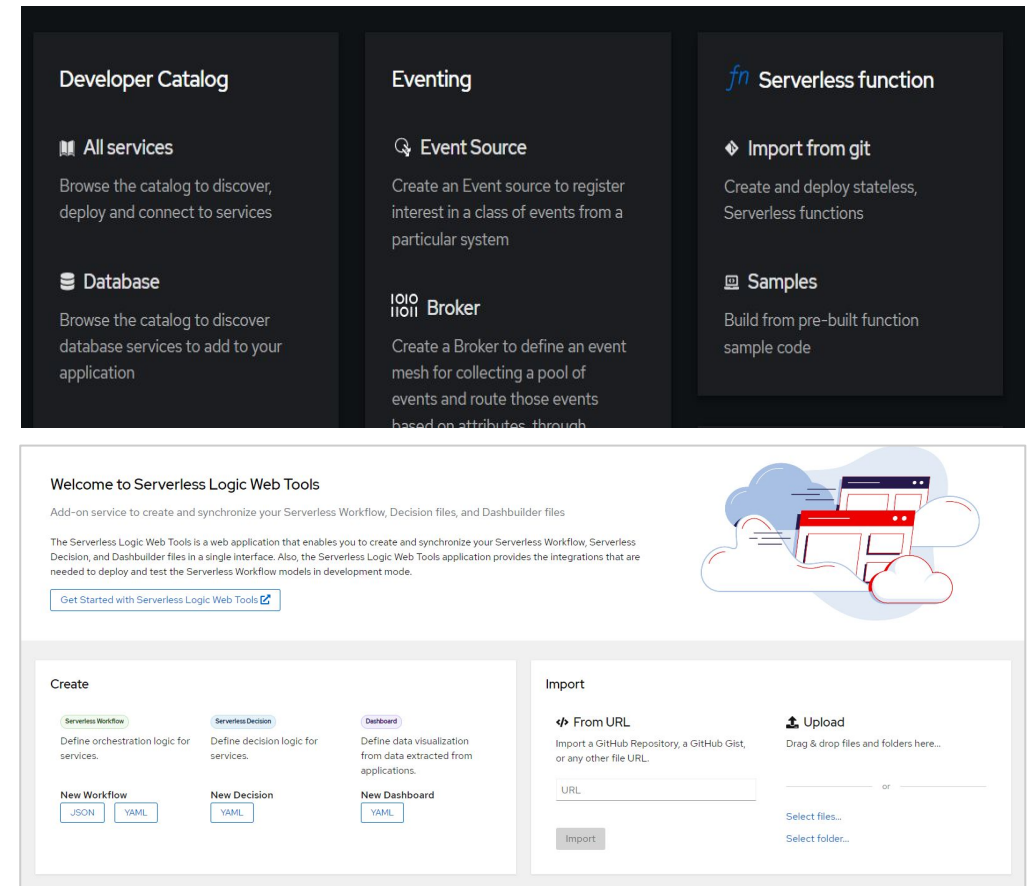 Developer Catalog
All services
Browse the catalog to discover,
deploy and connect to services
Database
Browse the catalog to discover
database services to add to your
application
Eventing
Event Source
Create an Event source to register
interest in a class of events from a
particular system
1010
11011 Broker
Create a Broker to define an event
mesh for collecting a pool of
events and route those events
based on attributes, through
fn Serverless function
Import from git
Create and deploy stateless,
Serverless functions
Samples
Build from pre-built function
sample code
Welcome to Serverless Logic Web Tools
Add-on service to create and synchronize your Serverless Workflow, Decision files, and Dashbuilder files
The Serverless Logic Web Tools is a web application that enables you to create and synchronize your Serverless Workflow, Serverless
Decision, and Dashbuilder files in a single interface. Also, the Serverless Logic Web Tools application provides the integrations that are
needed to deploy and test the Serverless Workflow models in development mode.
Get Started with Serverless Logic Web Tools
Create
Serverless Workflow
Define orchestration logic for
services.
New Workflow
JSON YAML
Serverless Decision
Define decision logic for
services.
New Decision
YAML
Dashboard
Define data visualization
from data extracted from
applications.
New Dashboard
YAML
Import
From URL
Import a GitHub Repository, a GitHub Gist,
or any other file URL.
URL
Import
Upload
Drag & drop files and folders here...
or
Select files...
Select folder...